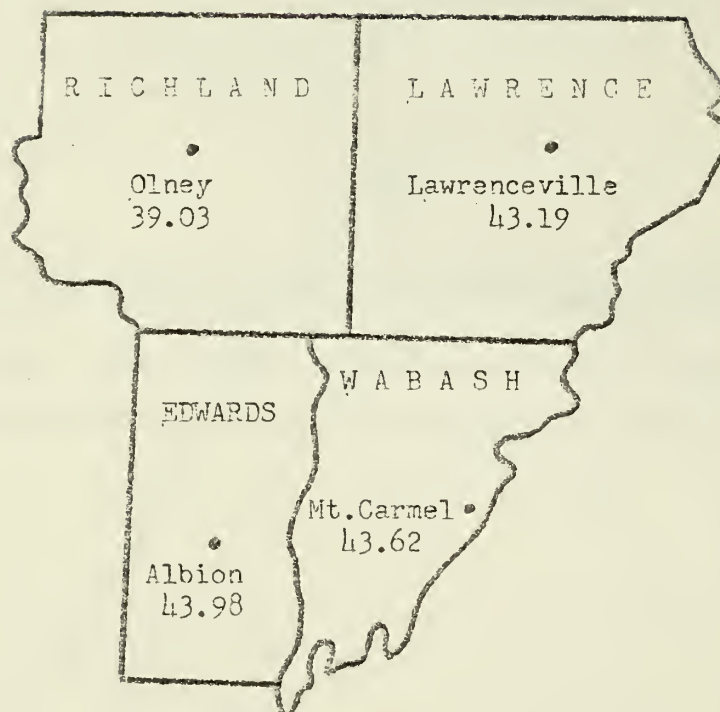 RICHLAND
LAWRENCE
Olney
39.03
Lawrenceville
43.19
WABASH
EDWARDS
Mt.Carmel
43.62
Albion
43.98